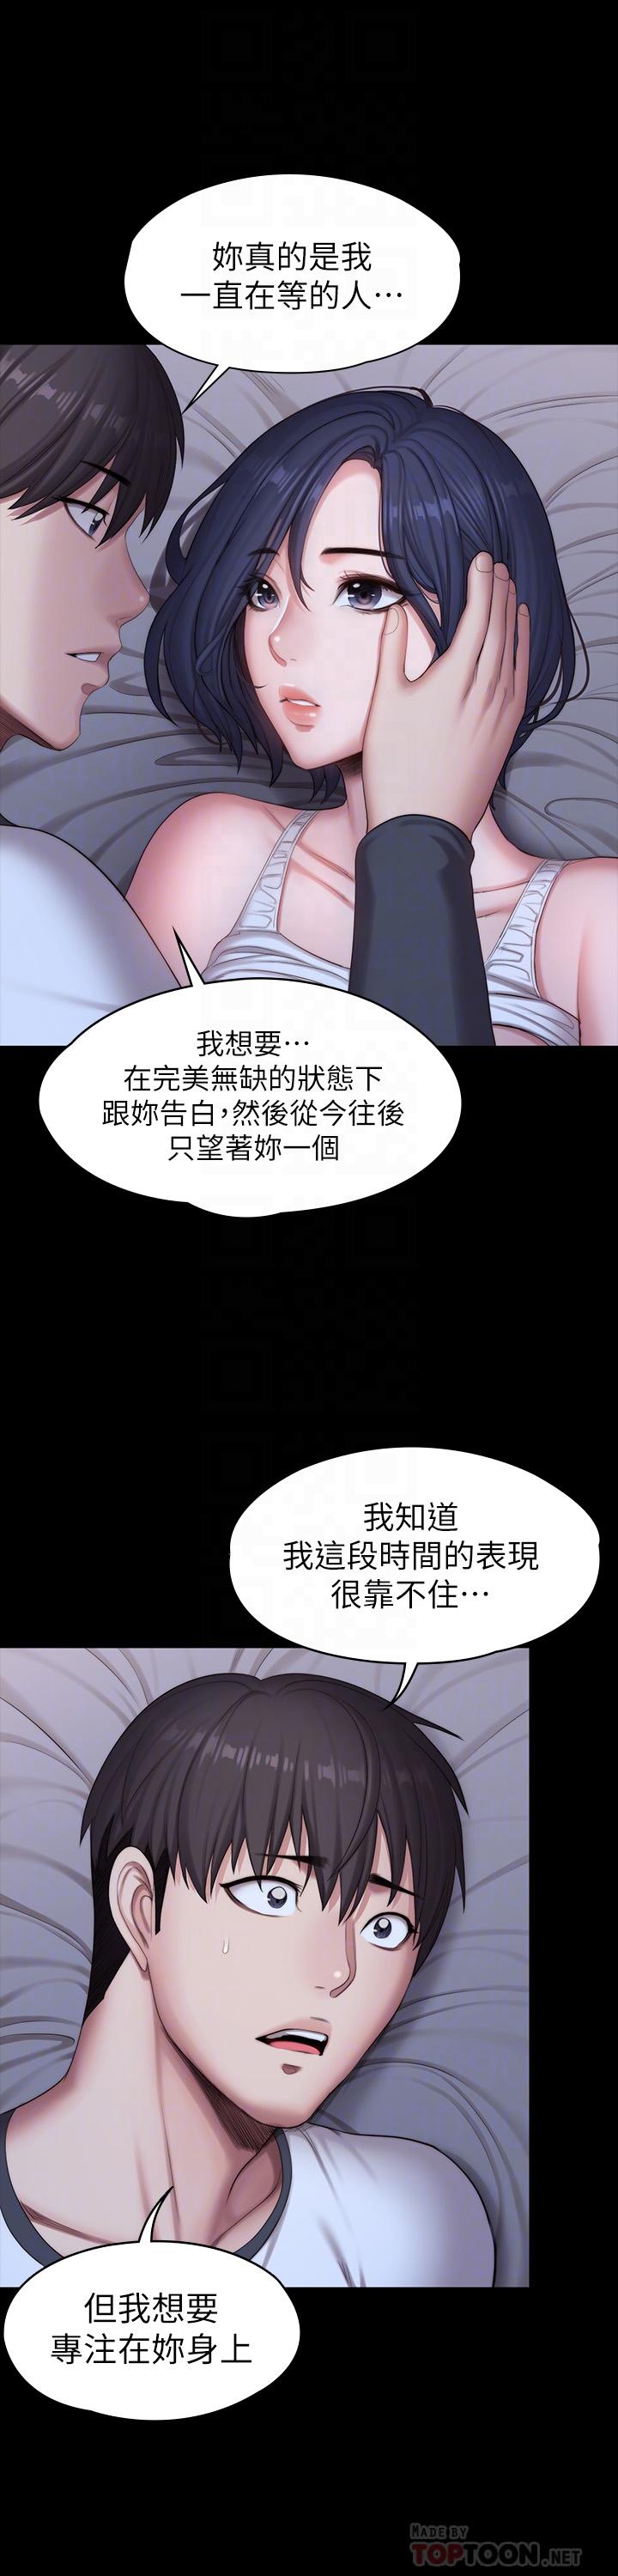 妳真的是我
一直在等的人…
我想要…
在完美無缺的狀態下
跟妳告白，然後從今往後
只望著妳一個
我知道
我這段時間的表現
很靠不住…
但我想要
專注在妳身上
MADE BY
TOPTOON.NET